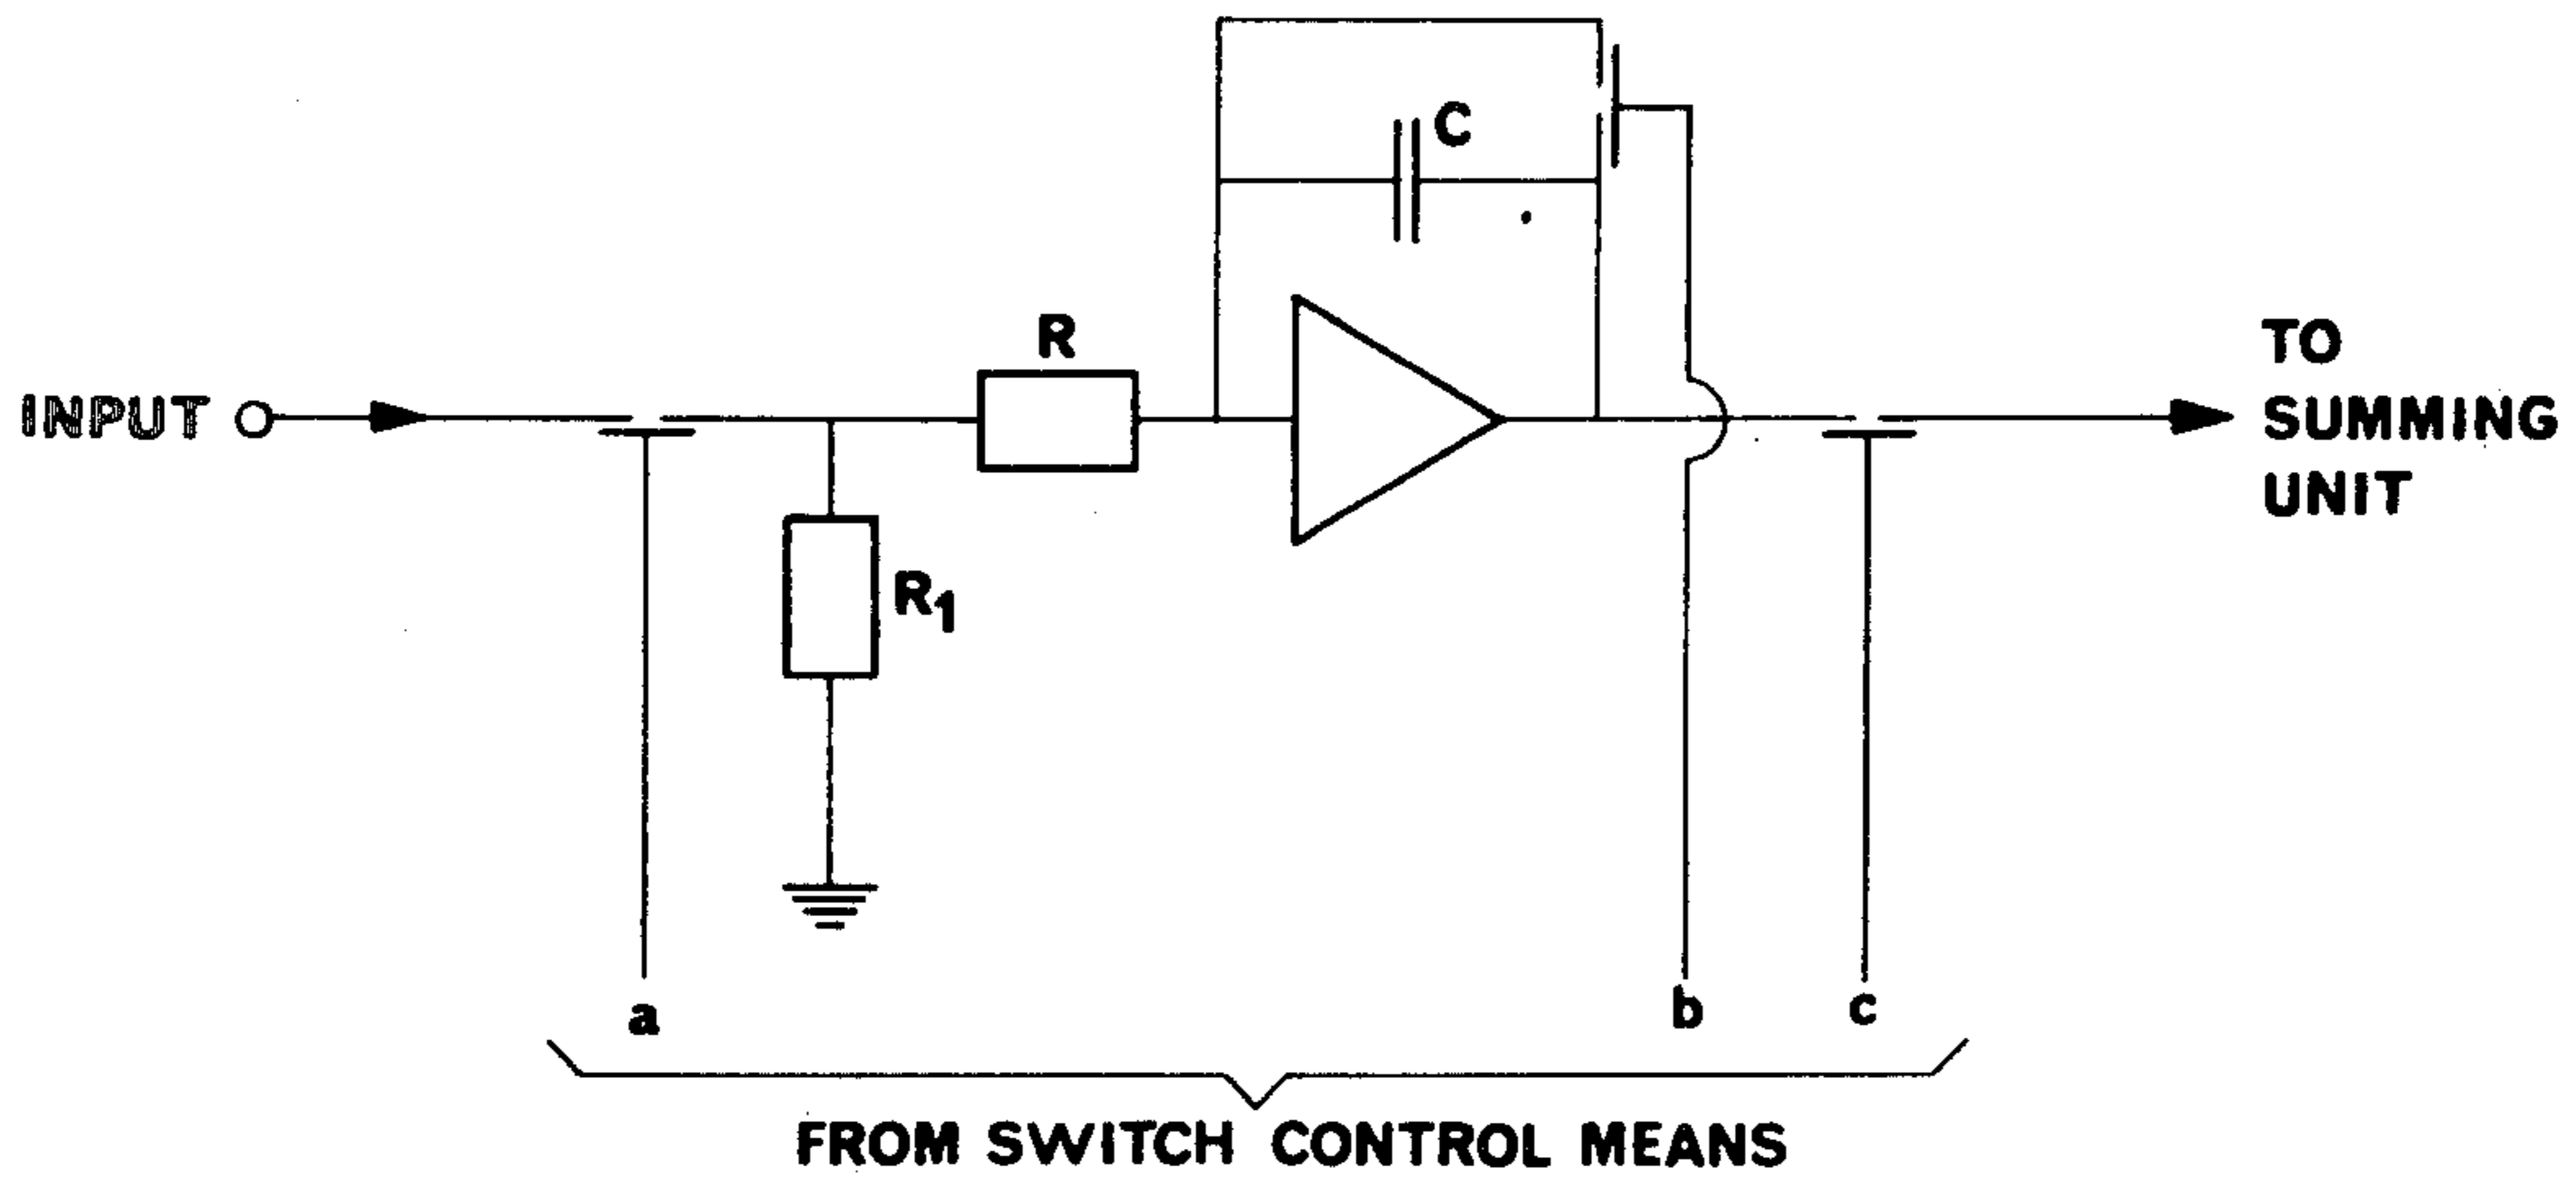 C
R
INPUT
TO
SUMMING
UNIT
R₁
a
b
c
FROM SWITCH CONTROL MEANS